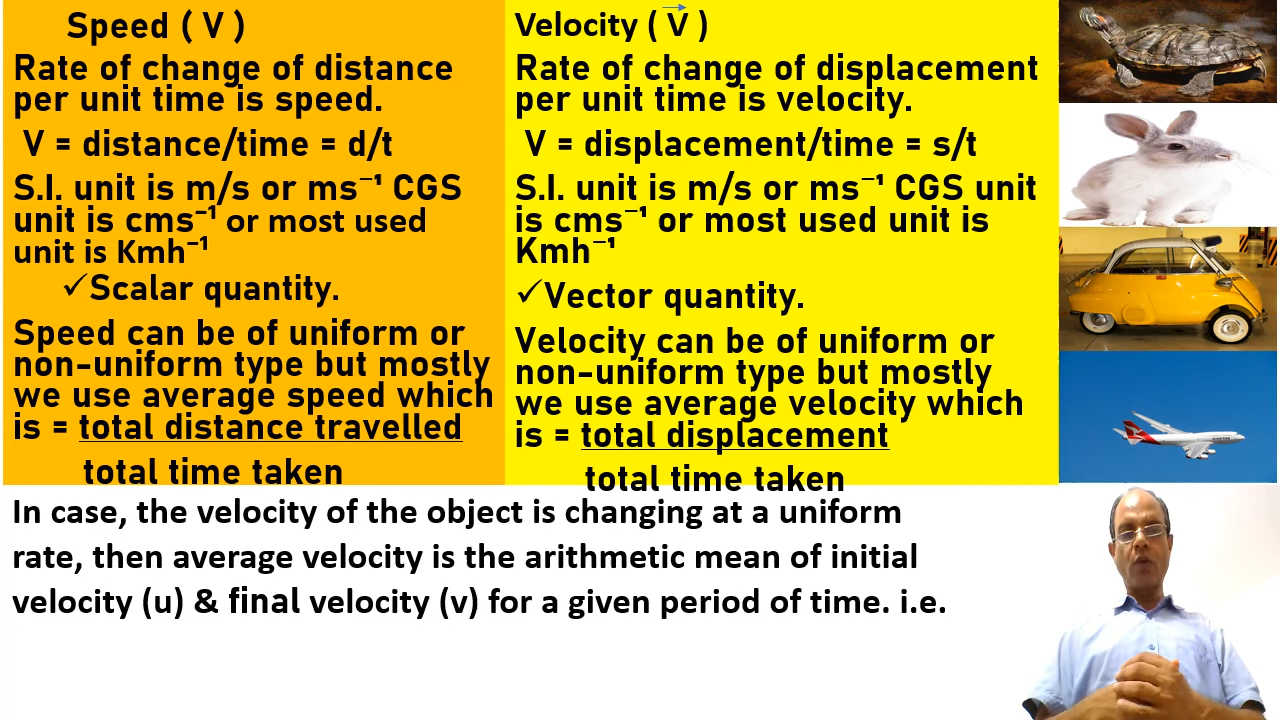 Speed ( V )
Rate of change of distance
per unit time is speed.
V = distance/time = d/t
S.I. unit is m/s or ms⁻¹ CGS
unit is cms⁻¹ or most used
unit is Kmh⁻¹
✓Scalar quantity.
Speed can be of uniform or
non-uniform type but mostly
we use average speed which
is = total distance travelled
total time taken
Velocity ( V⃗ )
Rate of change of displacement
per unit time is velocity.
V = displacement/time = s/t
S.I. unit is m/s or ms⁻¹ CGS unit
is cms⁻¹ or most used unit is
Kmh⁻¹
✓Vector quantity.
Velocity can be of uniform or
non-uniform type but mostly
we use average velocity which
is = total displacement
total time taken
In case, the velocity of the object is changing at a uniform
rate, then average velocity is the arithmetic mean of initial
velocity (u) & final velocity (v) for a given period of time. i.e.